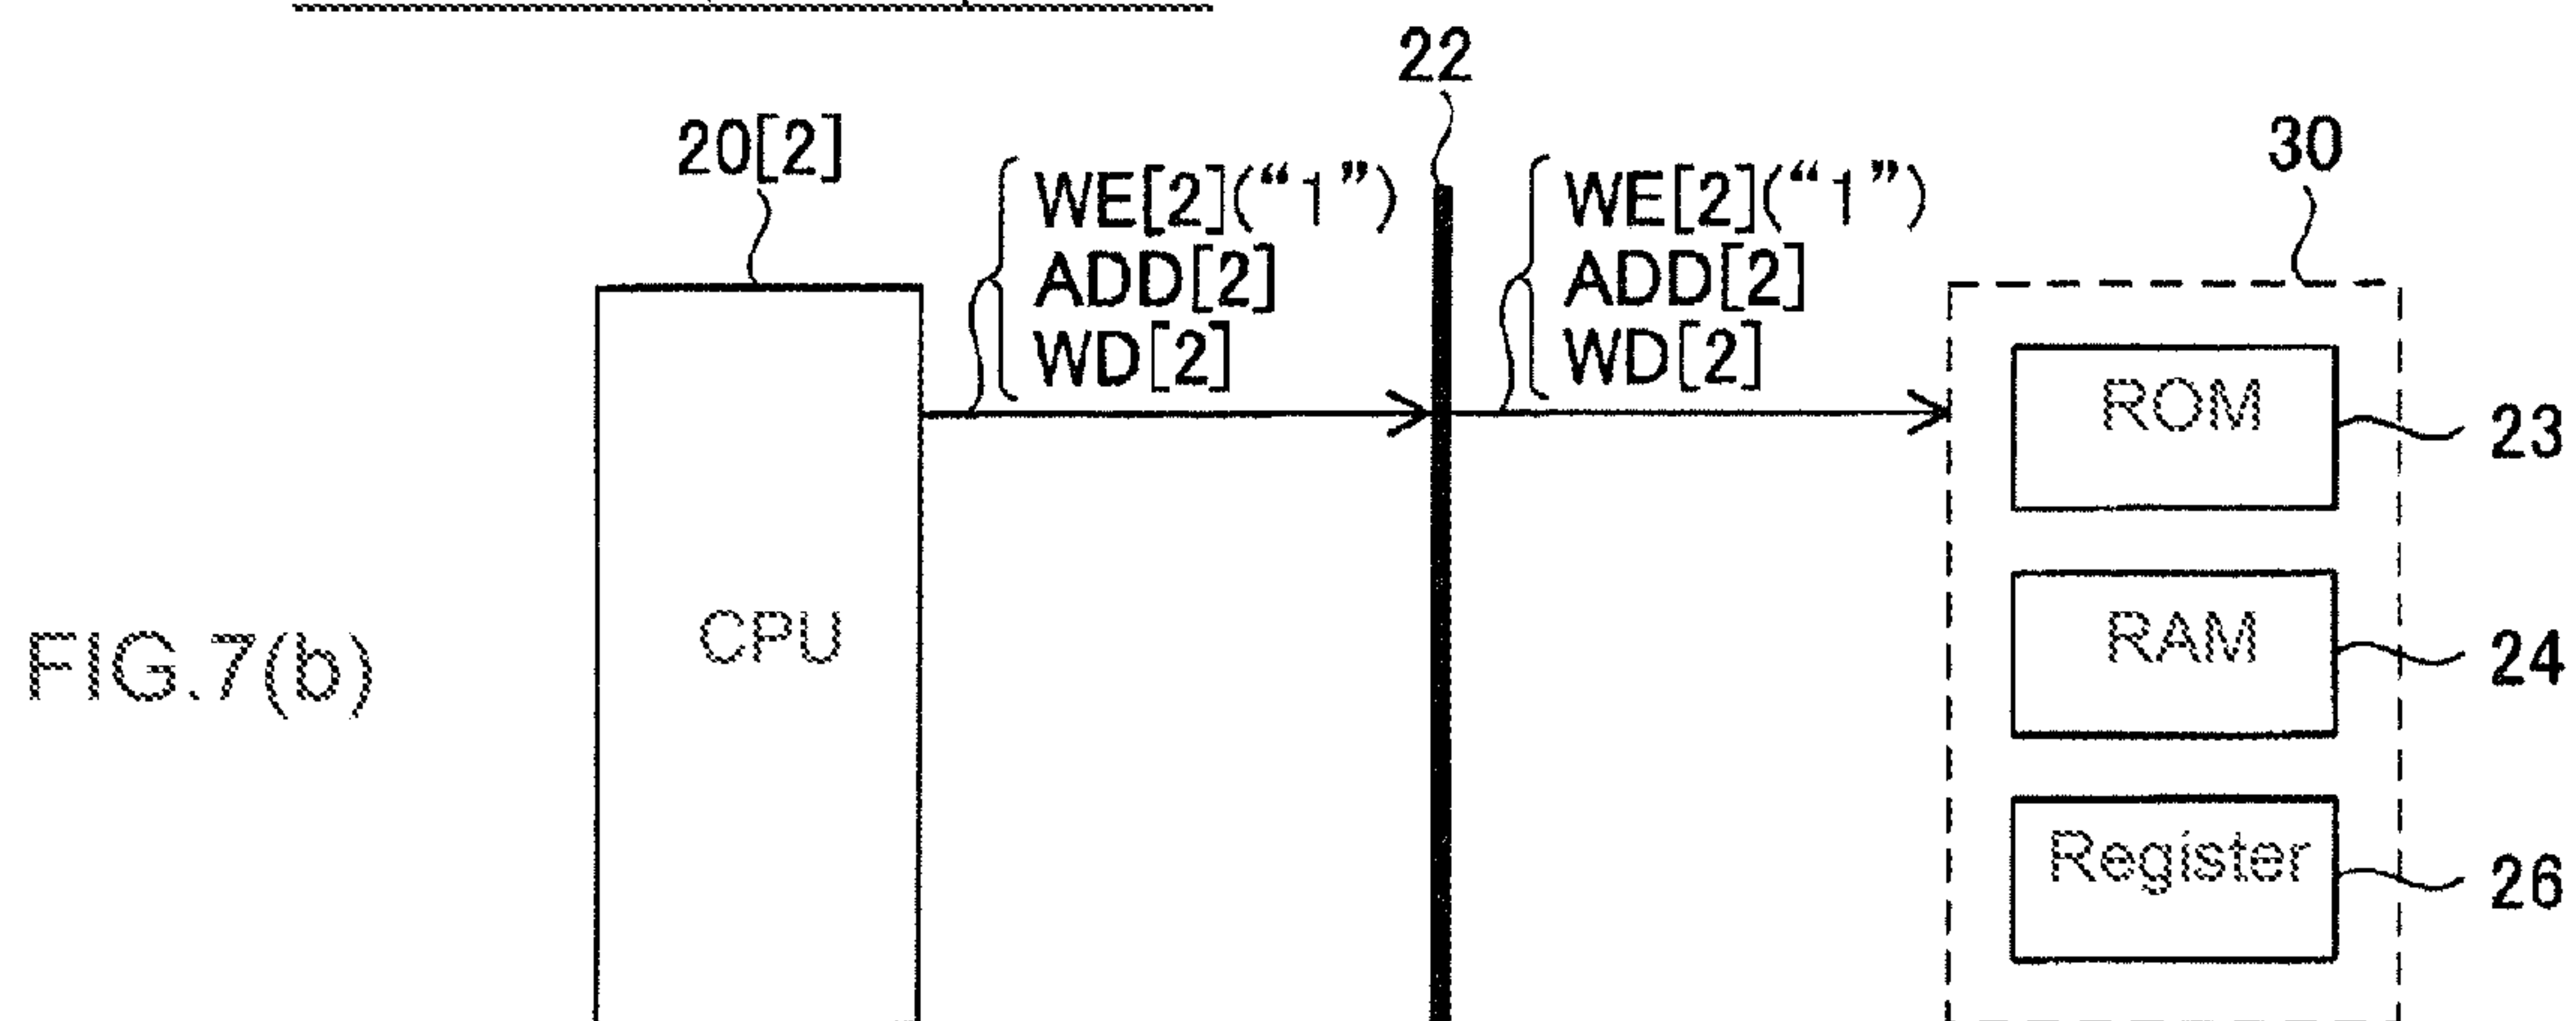 22
20[2]
30
WE[2](“1”)
ADD[2]
WD[2]
WE[2](“1”)
ADD[2]
WD[2]
ROM
23
CPU
RAM
24
FIG.7(b)
Register
26